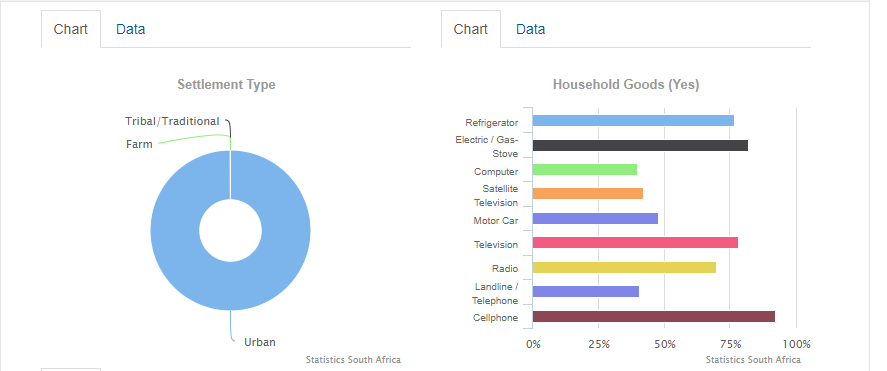 Chart
Data
Settlement Type
Tribal/Traditional
Farm
Urban
Statistics South Africa
Chart
Data
Household Goods (Yes)
Refrigerator
Electric / Gas-
Stove
Computer
Satellite
Television
Motor Car
Television
Radio
Landline /
Telephone
Cellphone
0% 25% 50% 75% 100%
Statistics South Africa